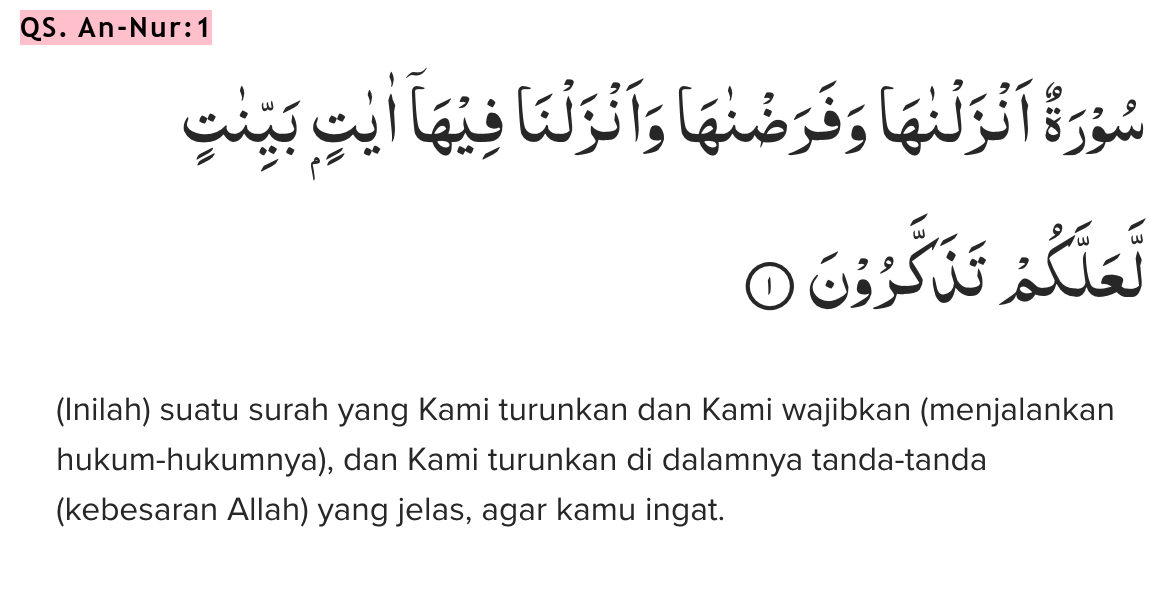 QS. An-Nur:1
سُوْرَةٌ اَنْزَلْنٰهَا وَفَرَضْنٰهَا وَاَنْزَلْنَا فِيْهَآ اٰيٰتٍۢ بَيِّنٰتٍ
لَّعَلَّكُمْ تَذَكَّرُوْنَ ١
(Inilah) suatu surah yang Kami turunkan dan Kami wajibkan (menjalankan
hukum-hukumnya), dan Kami turunkan di dalamnya tanda-tanda
(kebesaran Allah) yang jelas, agar kamu ingat.